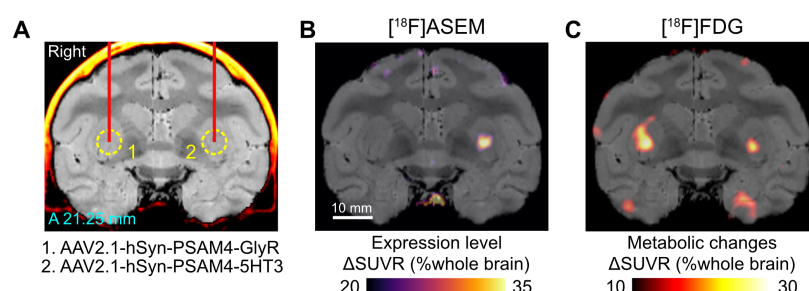 A
Right
1
2
A 21.25 mm
1. AAV2.1-hSyn-PSAM4-GlyR
2. AAV2.1-hSyn-PSAM4-5HT3
B
[¹⁸F]ASEM
10 mm
Expression level
ΔSUVR (%whole brain)
20 35
C
[¹⁸F]FDG
Metabolic changes
ΔSUVR (%whole brain)
10 30